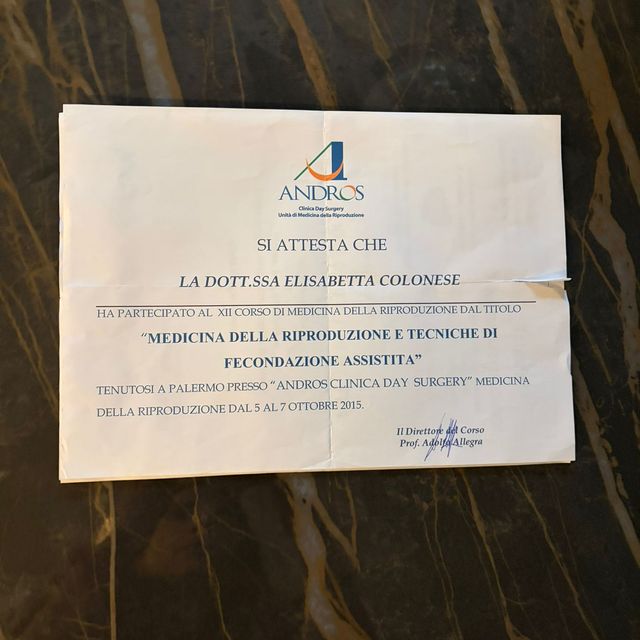 ANDROS
Clinica Day Surgery
Unità di Medicina della Riproduzione
SI ATTESTA CHE
LA DOTT.SSA ELISABETTA COLONESE
HA PARTECIPATO AL XII CORSO DI MEDICINA DELLA RIPRODUZIONE DAL TITOLO
“MEDICINA DELLA RIPRODUZIONE E TECNICHE DI
FECONDAZIONE ASSISTITA”
TENUTOSI A PALERMO PRESSO “ANDROS CLINICA DAY SURGERY” MEDICINA
DELLA RIPRODUZIONE DAL 5 AL 7 OTTOBRE 2015.
Il Direttore del Corso
Prof. Adolfo Allegra